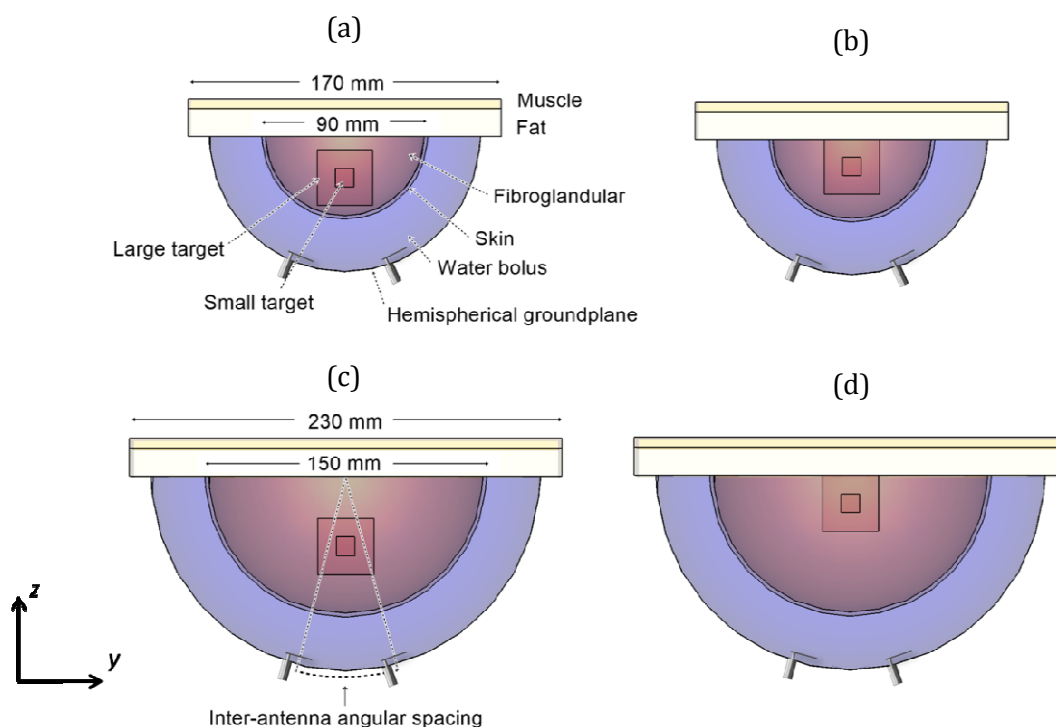 (a)
(b)
170 mm
Muscle
90 mm
Fat
Fibroglandular
Skin
Large target
Water bolus
Small target
Hemispherical groundplane
(c)
(d)
230 mm
150 mm
z
y
Inter-antenna angular spacing